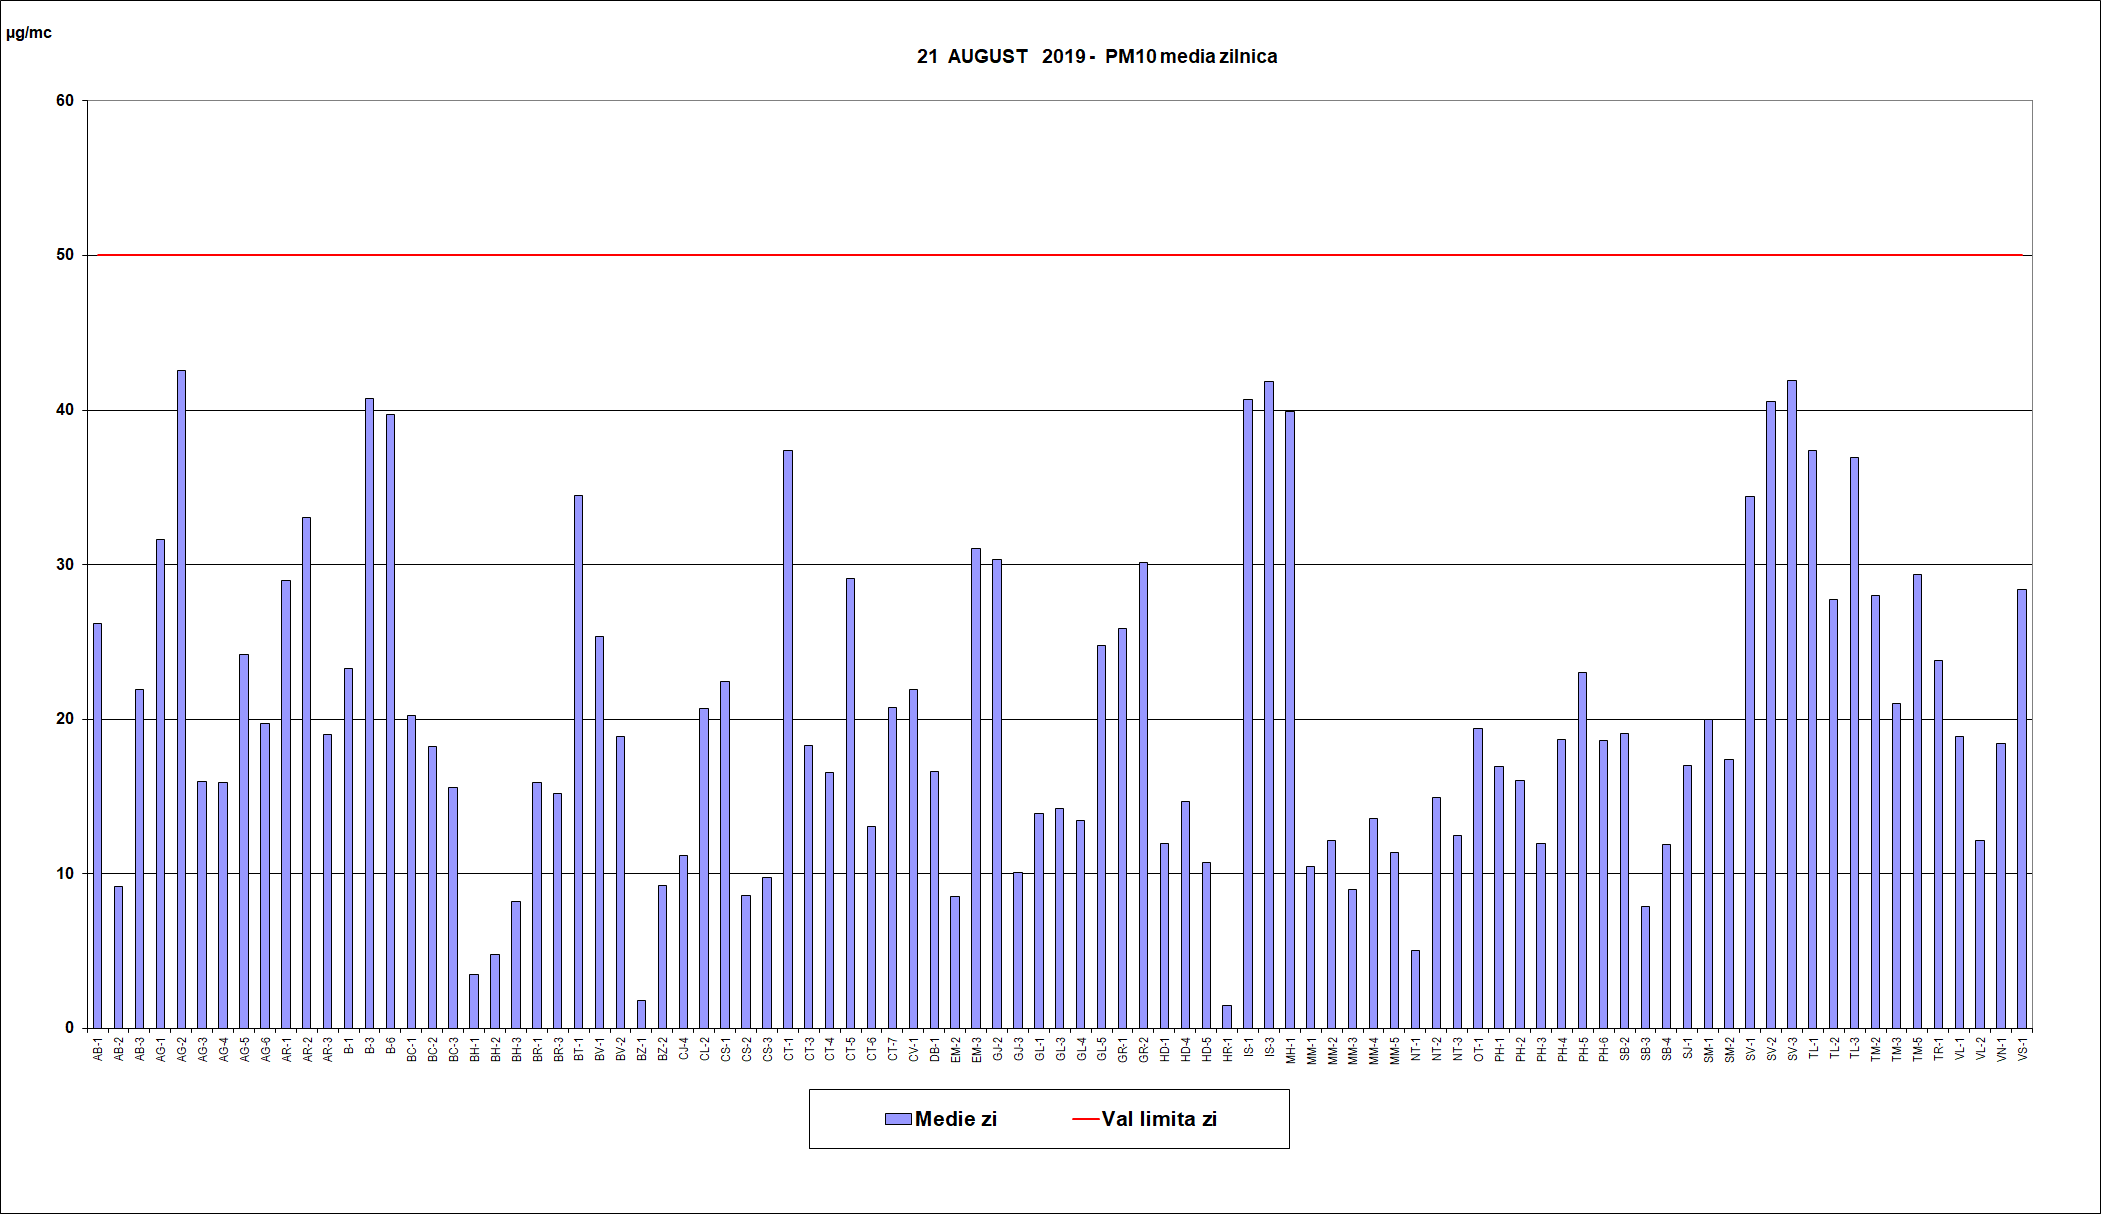 µg/mc
21 AUGUST 2019 - PM10 media zilnica
60
50
40
30
20
10
0
AB-1 AB-2 AB-3 AG-1 AG-2 AG-3 AG-4 AG-5 AG-6 AR-1 AR-2 AR-3 B-1 B-3 B-6 BC-1 BC-2 BC-3 BH-1 BH-2 BH-3 BR-1 BR-3 BT-1 BV-1 BV-2 BZ-1 BZ-2 CJ-4 CL-2 CS-1 CS-2 CS-3 CT-1 CT-3 CT-4 CT-5 CT-6 CT-7 CV-1 DB-1 EM-2 EM-3 GJ-2 GJ-3 GL-1 GL-3 GL-4 GL-5 GR-1 GR-2 HD-1 HD-4 HD-5 HR-1 IS-1 IS-3 MH-1 MM-1 MM-2 MM-3 MM-4 MM-5 NT-1 NT-2 NT-3 OT-1 PH-1 PH-2 PH-3 PH-4 PH-5 PH-6 SB-2 SB-3 SB-4 SJ-1 SM-1 SM-2 SV-1 SV-2 SV-3 TL-1 TL-2 TL-3 TM-2 TM-3 TM-5 TR-1 VL-1 VL-2 VN-1 VS-1
Medie zi Val limita zi